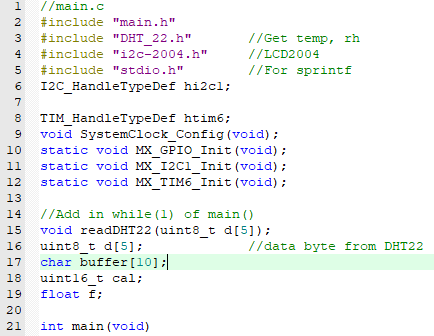 1 //main.c
2 #include "main.h"
3 #include "DHT_22.h" //Get temp, rh
4 #include "i2c-2004.h" //LCD2004
5 #include "stdio.h" //For sprintf
6 I2C_HandleTypeDef hi2c1;
7
8 TIM_HandleTypeDef htim6;
9 void SystemClock_Config(void);
10 static void MX_GPIO_Init(void);
11 static void MX_I2C1_Init(void);
12 static void MX_TIM6_Init(void);
13
14 //Add in while(1) of main()
15 void readDHT22(uint8_t d[5]);
16 uint8_t d[5]; //data byte from DHT22
17 char buffer[10];
18 uint16_t cal;
19 float f;
20
21 int main(void)